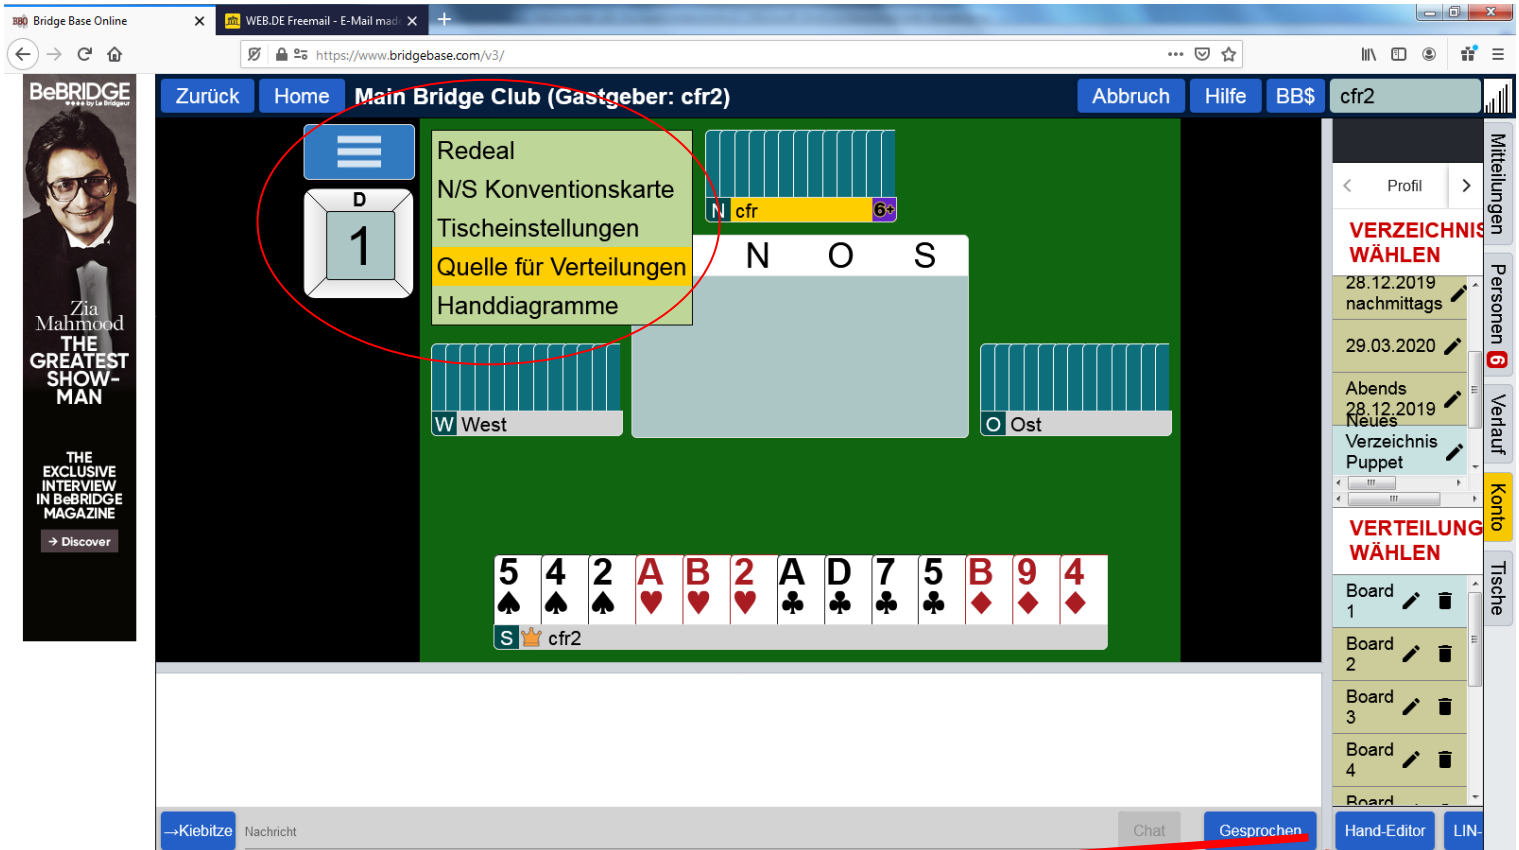 BBO Bridge Base Online
WEB.DE Freemail - E-Mail mad
https://www.bridgebase.com/v3/
BeBRIDGE
by Le Bridgeur
Zia
Mahmood
THE
GREATEST
SHOW-
MAN
THE
EXCLUSIVE
INTERVIEW
IN BeBRIDGE
MAGAZINE
→ Discover
Zurück Home Main Bridge Club (Gastgeber: cfr2) Abbruch Hilfe BB$ cfr2
D
1
Redeal
N/S Konventionskarte
Tischeinstellungen
Quelle für Verteilungen
Handdiagramme
N cfr 6+
N O S
W West
O Ost
5 4 2 A B 2 A D 7 5 B 9 4
♠ ♠ ♠ ♥ ♥ ♥ ♣ ♣ ♣ ♣ ♦ ♦ ♦
S cfr2
→Kiebitze Nachricht Chat Gesprochen
Profil
VERZEICHNIS
WÄHLEN
28.12.2019
nachmittags
29.03.2020
Abends
28.12.2019
Neues
Verzeichnis
Puppet
VERTEILUNG
WÄHLEN
Board
1
Board
2
Board
3
Board
4
Board
Hand-Editor LIN-
Mitteilungen
Personen 6
Verlauf
Konto
Tische